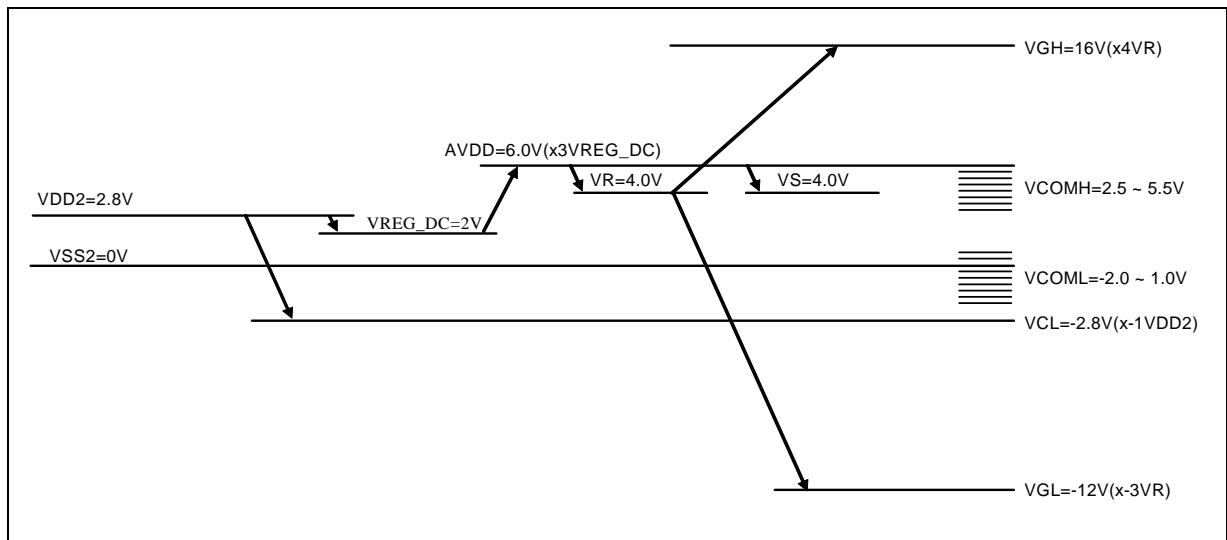 VGH=16V(x4VR)
AVDD=6.0V(x3VREG_DC)
VR=4.0V
VS=4.0V
VCOMH=2.5 ~ 5.5V
VDD2=2.8V
VREG_DC=2V
VSS2=0V
VCOML=-2.0 ~ 1.0V
VCL=-2.8V(x-1VDD2)
VGL=-12V(x-3VR)